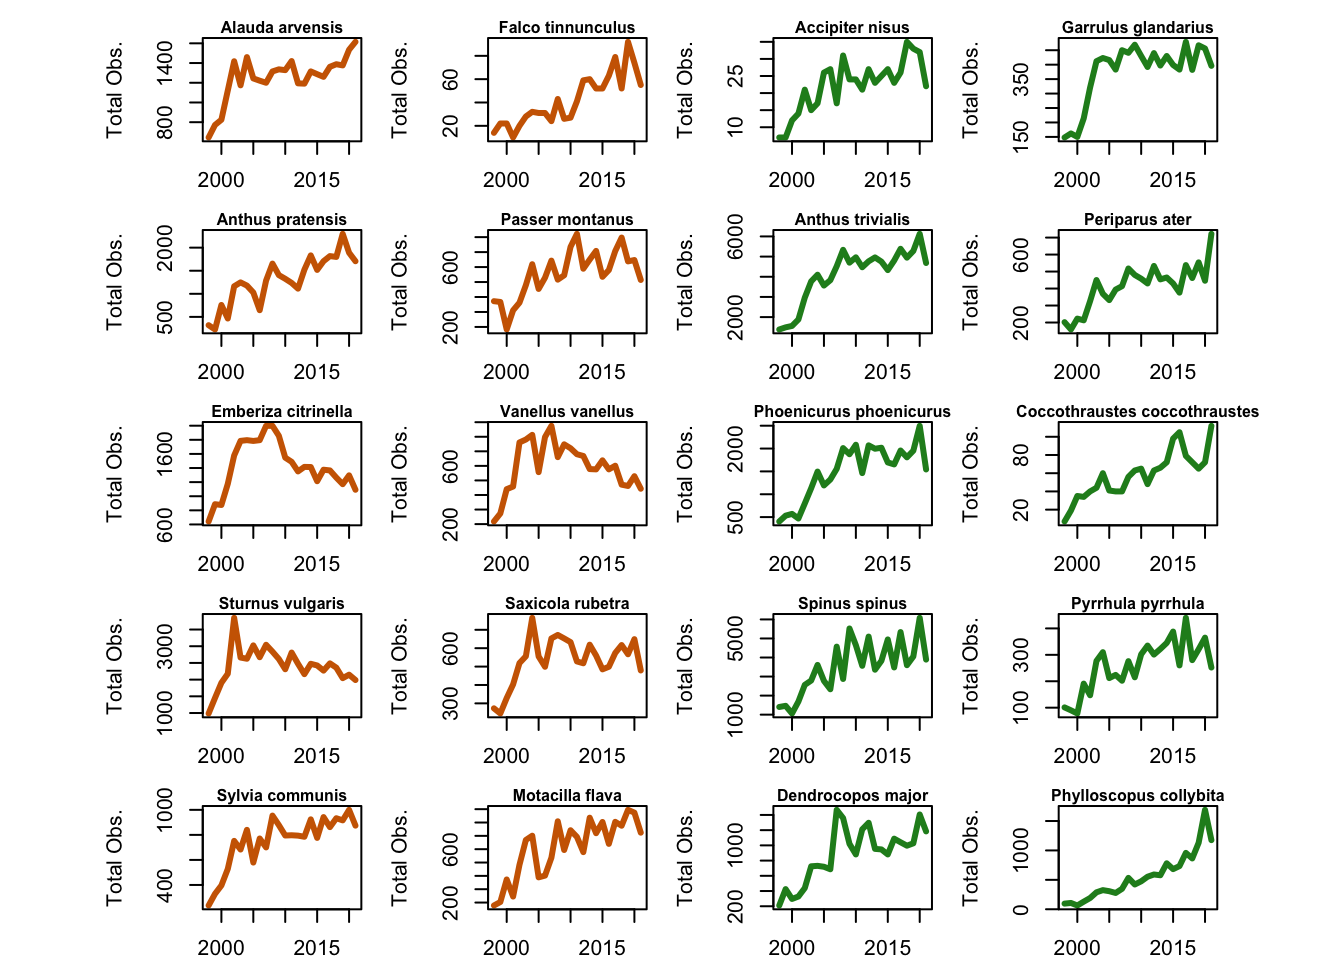 Alauda arvensis
Total Obs.
800 1400
2000 2015
Falco tinnunculus
Total Obs.
20 60
2000 2015
Accipiter nisus
Total Obs.
10 25
2000 2015
Garrulus glandarius
Total Obs.
150 350
2000 2015
Anthus pratensis
Total Obs.
500 2000
2000 2015
Passer montanus
Total Obs.
200 600
2000 2015
Anthus trivialis
Total Obs.
2000 6000
2000 2015
Periparus ater
Total Obs.
200 600
2000 2015
Emberiza citrinella
Total Obs.
600 1600
2000 2015
Vanellus vanellus
Total Obs.
200 600
2000 2015
Phoenicurus phoenicurus
Total Obs.
500 2000
2000 2015
Coccothraustes coccothraustes
Total Obs.
20 80
2000 2015
Sturnus vulgaris
Total Obs.
1000 3000
2000 2015
Saxicola rubetra
Total Obs.
300 600
2000 2015
Spinus spinus
Total Obs.
1000 5000
2000 2015
Pyrrhula pyrrhula
Total Obs.
100 300
2000 2015
Sylvia communis
Total Obs.
400 1000
2000 2015
Motacilla flava
Total Obs.
200 600
2000 2015
Dendrocopos major
Total Obs.
200 1000
2000 2015
Phylloscopus collybita
Total Obs.
0 1000
2000 2015